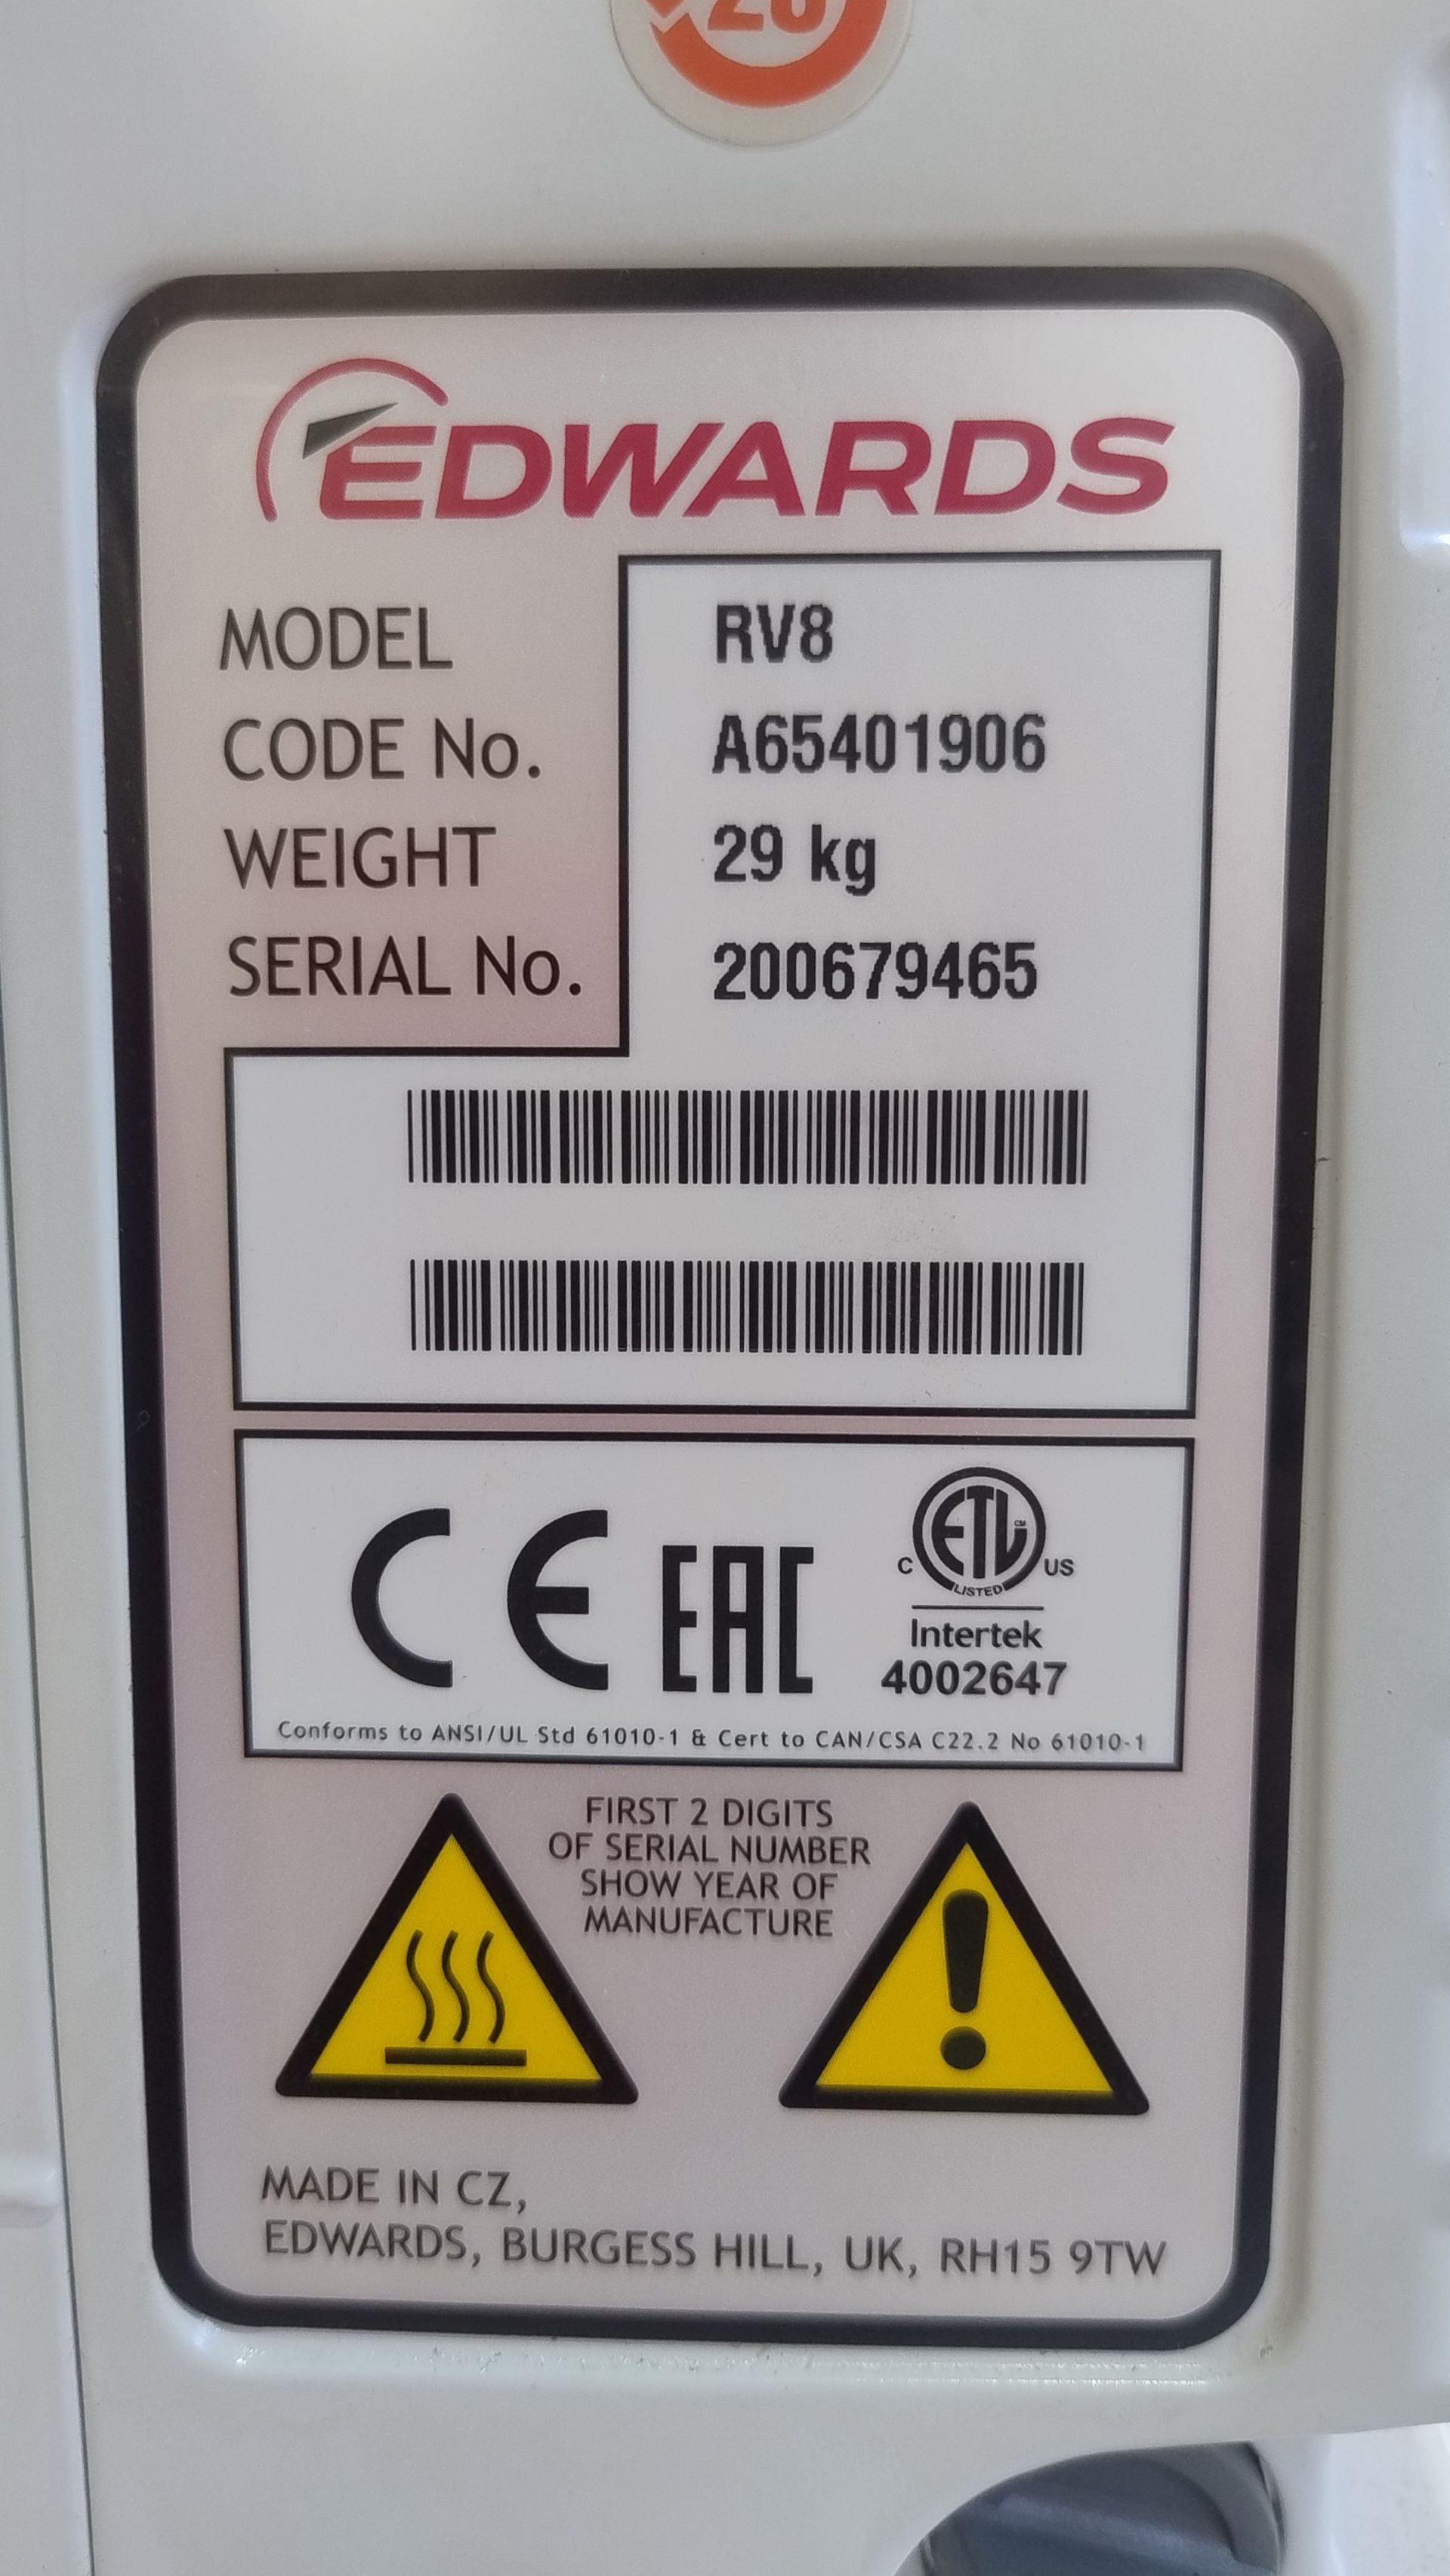 20
EDWARDS
MODEL RV8
CODE No. A65401906
WEIGHT 29 kg
SERIAL No. 200679465
CE EAC
C ETL CM US
LISTED
Intertek
4002647
Conforms to ANSI/UL Std 61010-1 & Cert to CAN/CSA C22.2 No 61010-1
FIRST 2 DIGITS
OF SERIAL NUMBER
SHOW YEAR OF
MANUFACTURE
MADE IN CZ,
EDWARDS, BURGESS HILL, UK, RH15 9TW